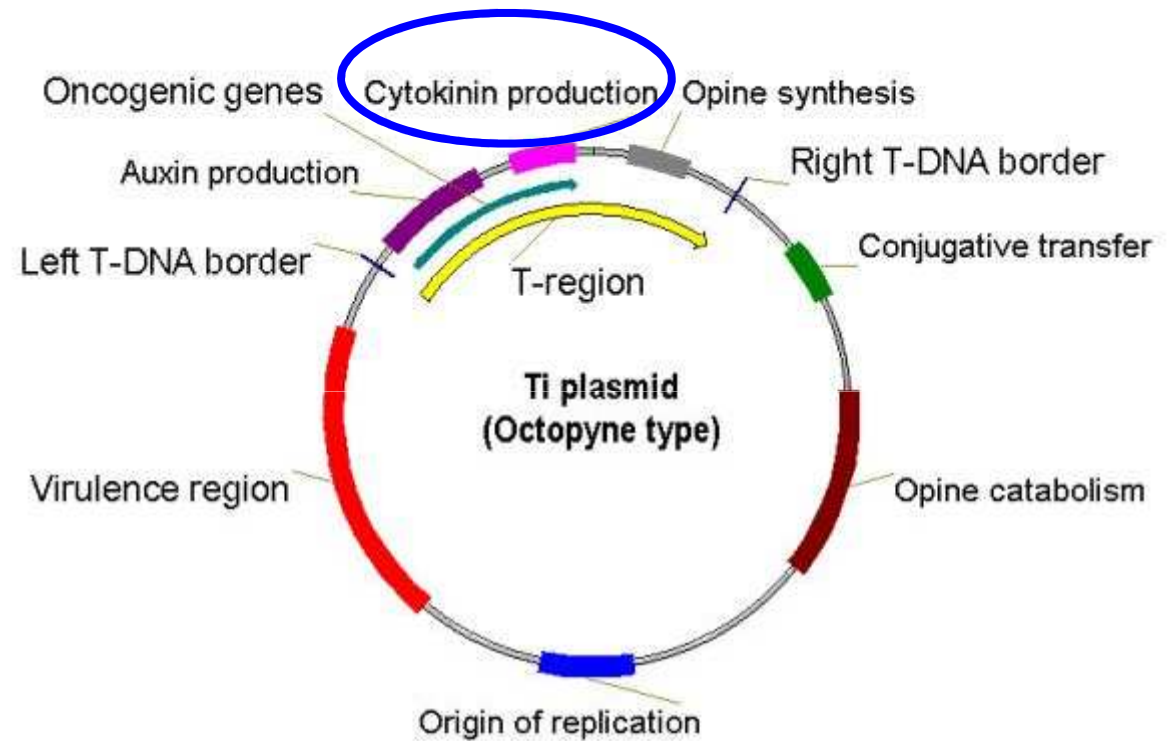 Oncogenic genes
Cytokinin production
Opine synthesis
Auxin production
Right T-DNA border
Left T-DNA border
Conjugative transfer
T-region
Ti plasmid
(Octopyne type)
Virulence region
Opine catabolism
Origin of replication